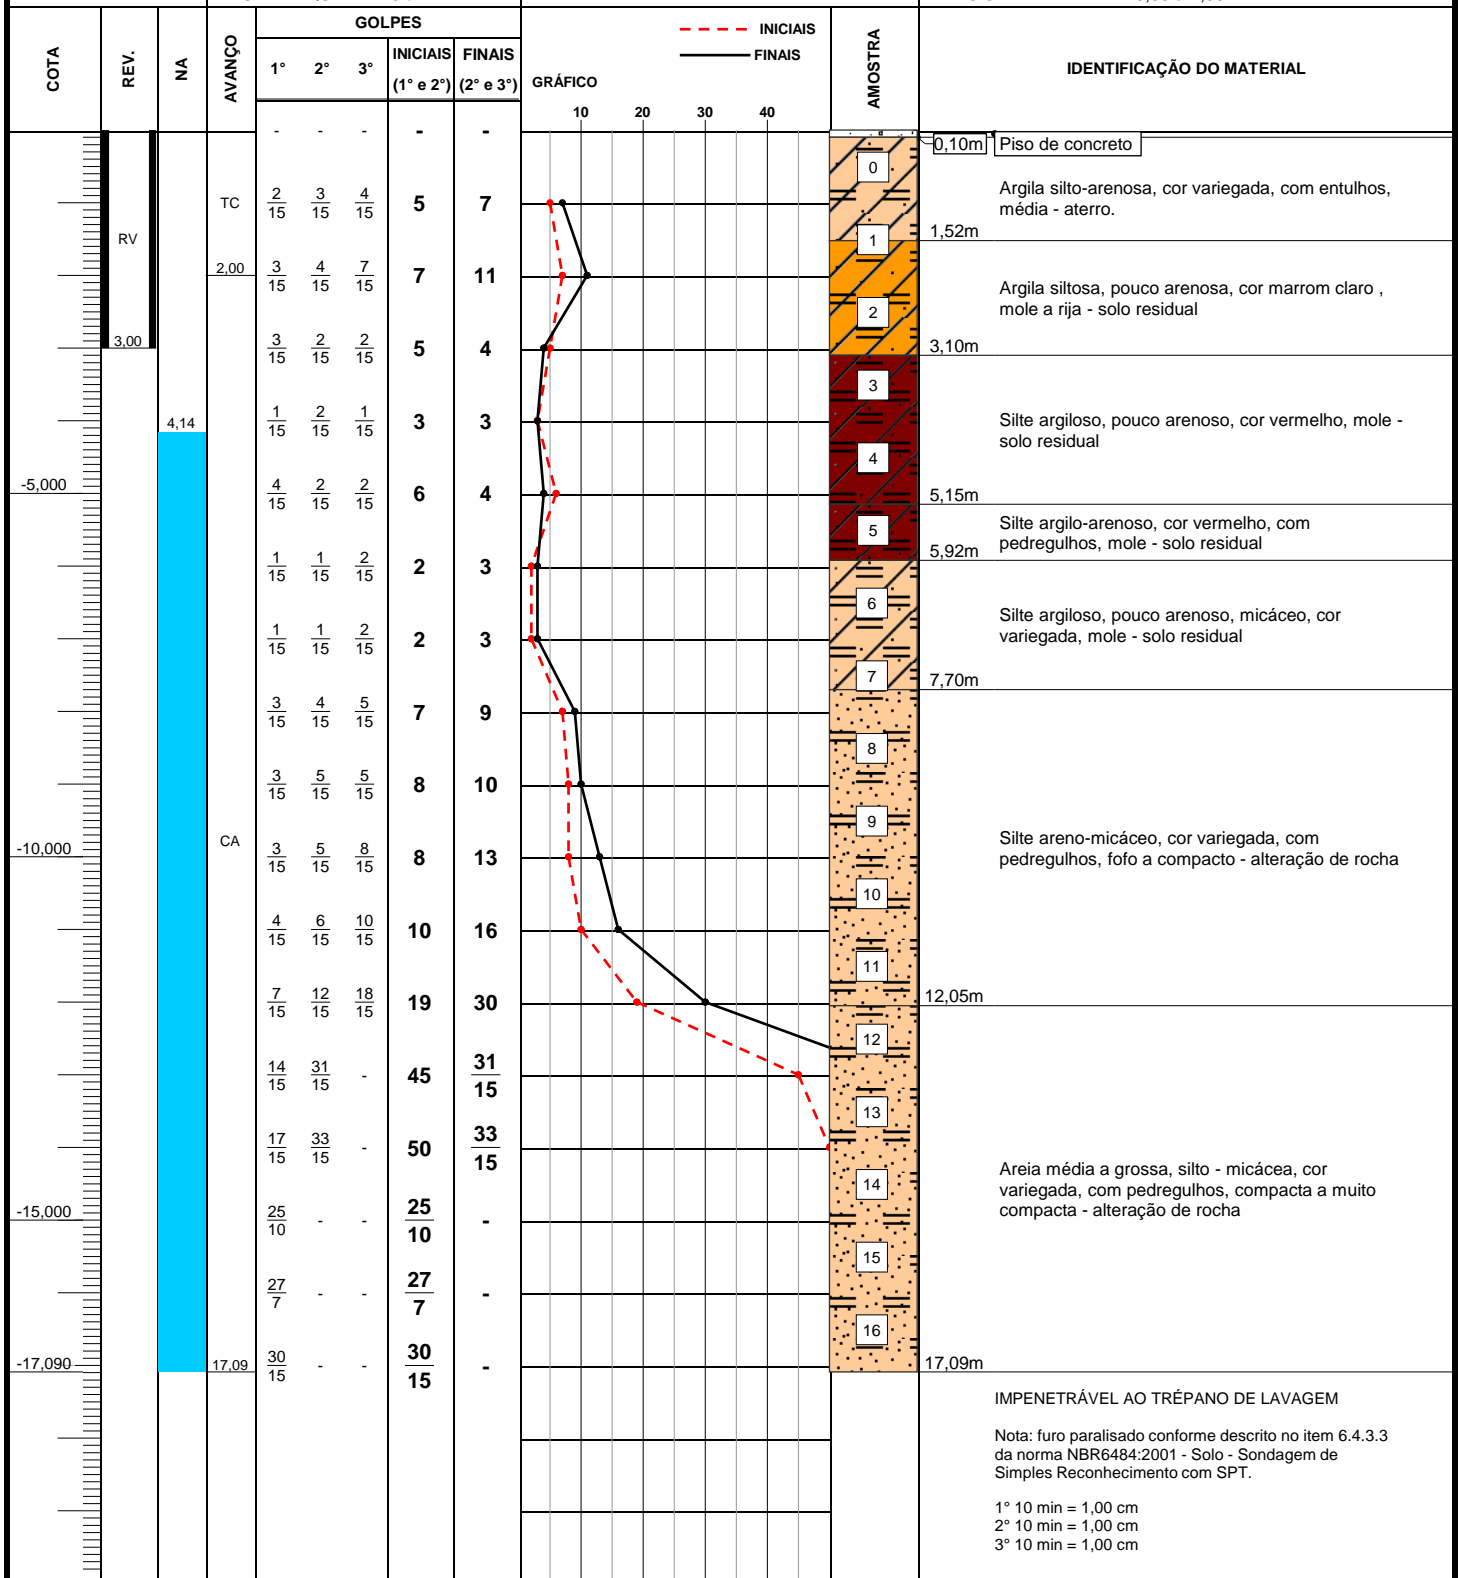 GOLPES
INICIAIS
FINAIS
COTA
REV.
NA
AVANÇO
1° 2° 3°
INICIAIS FINAIS
(1° e 2°) (2° e 3°)
GRÁFICO
10 20 30 40
AMOSTRA
IDENTIFICAÇÃO DO MATERIAL
- - - - -
0,10m Piso de concreto
0
TC 2/15 3/15 4/15 5 7
Argila silto-arenosa, cor variegada, com entulhos,
média - aterro.
RV
1 1,52m
2,00 3/15 4/15 7/15 7 11
Argila siltosa, pouco arenosa, cor marrom claro ,
mole a rija - solo residual
2
3,00 3/15 2/15 2/15 5 4
3,10m
3
4,14 1/15 2/15 1/15 3 3
Silte argiloso, pouco arenoso, cor vermelho, mole -
solo residual
4
-5,000 4/15 2/15 2/15 6 4
5,15m
5
Silte argilo-arenoso, cor vermelho, com
pedregulhos, mole - solo residual
5,92m
1/15 1/15 2/15 2 3
6
Silte argiloso, pouco arenoso, micáceo, cor
variegada, mole - solo residual
1/15 1/15 2/15 2 3
7 7,70m
3/15 4/15 5/15 7 9
8
3/15 5/15 5/15 8 10
9
CA
-10,000 3/15 5/15 8/15 8 13
Silte areno-micáceo, cor variegada, com
pedregulhos, fofo a compacto - alteração de rocha
10
4/15 6/15 10/15 10 16
11
7/15 12/15 18/15 19 30
12,05m
12
14/15 31/15 - 45 31/15
13
17/15 33/15 - 50 33/15
14
Areia média a grossa, silto - micácea, cor
variegada, com pedregulhos, compacta a muito
compacta - alteração de rocha
-15,000 25/10 - - 25/10 -
15
27/7 - - 27/7 -
16
-17,090 17,09 30/15 - - 30/15 -
17,09m
IMPENETRÁVEL AO TRÉPANO DE LAVAGEM
Nota: furo paralisado conforme descrito no item 6.4.3.3
da norma NBR6484:2001 - Solo - Sondagem de
Simples Reconhecimento com SPT.
1° 10 min = 1,00 cm
2° 10 min = 1,00 cm
3° 10 min = 1,00 cm